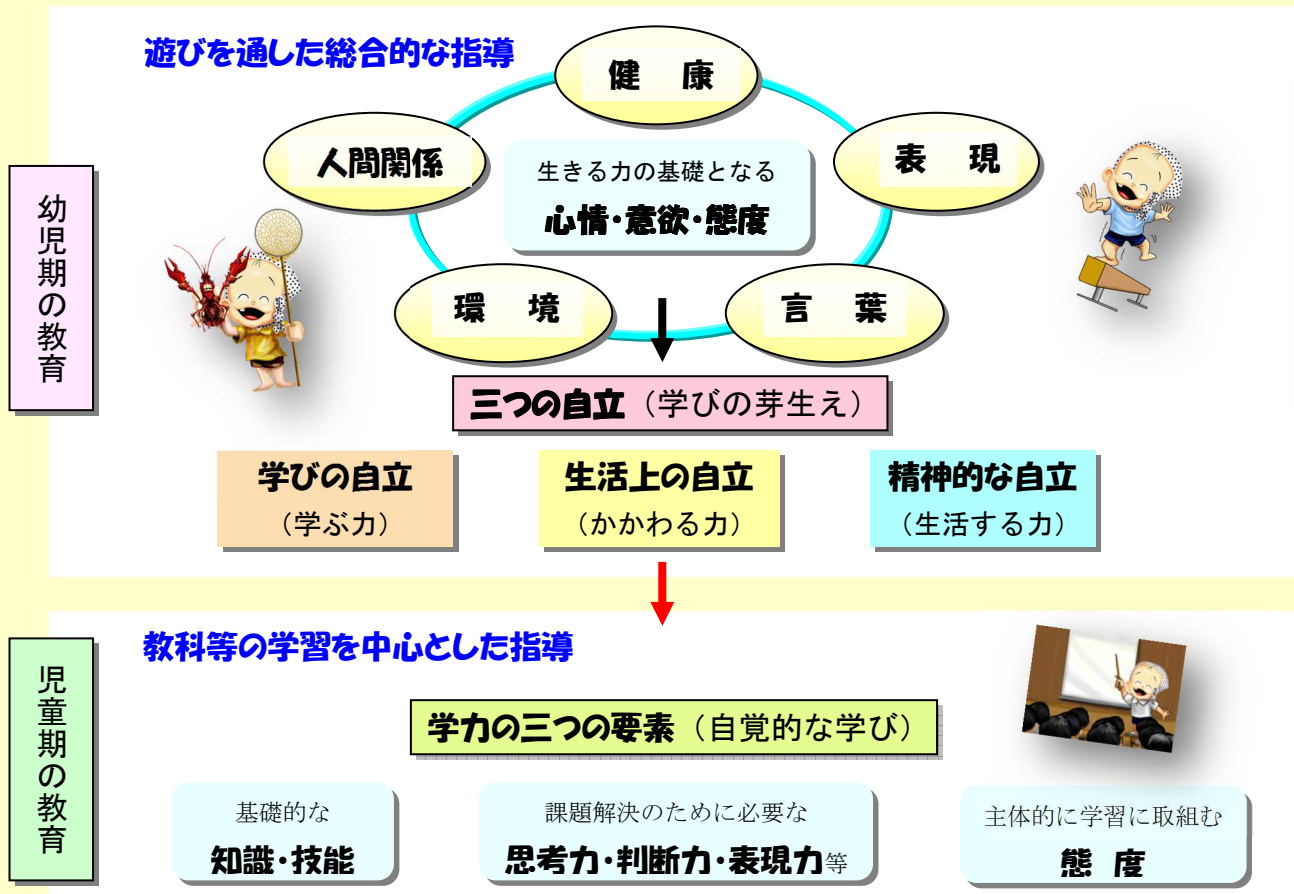 遊びを通した総合的な指導
健 康
人間関係
表 現
生きる力の基礎となる
心情・意欲・態度
環 境
言 葉
幼児期の教育
三つの自立（学びの芽生え）
学びの自立
（学ぶ力）
生活上の自立
（かかわる力）
精神的な自立
（生活する力）
教科等の学習を中心とした指導
児童期の教育
学力の三つの要素（自覚的な学び）
基礎的な
知識・技能
課題解決のために必要な
思考力・判断力・表現力等
主体的に学習に取組む
態 度